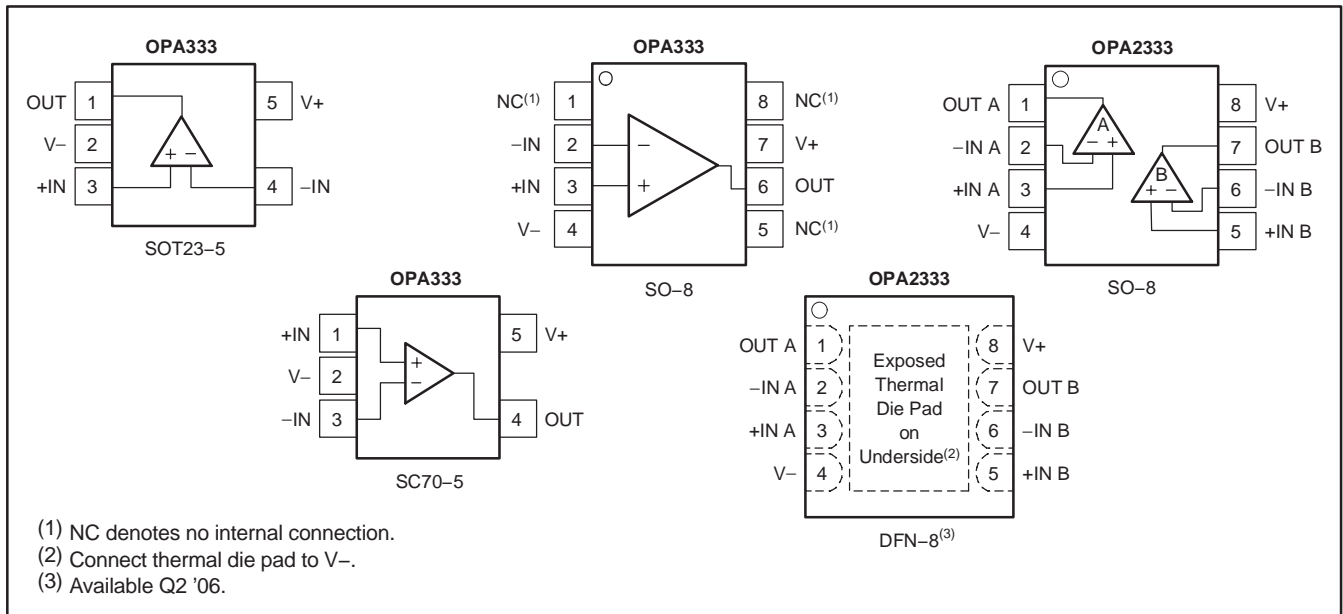 OPA333
OUT 1
V− 2
+IN 3
5 V+
4 −IN
+ −
SOT23−5
OPA333
NC(1) 1
−IN 2
+IN 3
V− 4
8 NC(1)
7 V+
6 OUT
5 NC(1)
−
+
SO−8
OPA2333
OUT A 1
−IN A 2
+IN A 3
V− 4
8 V+
7 OUT B
6 −IN B
5 +IN B
A
− +
B
+ −
SO−8
OPA333
+IN 1
V− 2
−IN 3
5 V+
4 OUT
+
−
SC70−5
OPA2333
OUT A 1
−IN A 2
+IN A 3
V− 4
Exposed
Thermal
Die Pad
on
Underside(2)
8 V+
7 OUT B
6 −IN B
5 +IN B
DFN−8(3)
(1) NC denotes no internal connection.
(2) Connect thermal die pad to V−.
(3) Available Q2 '06.